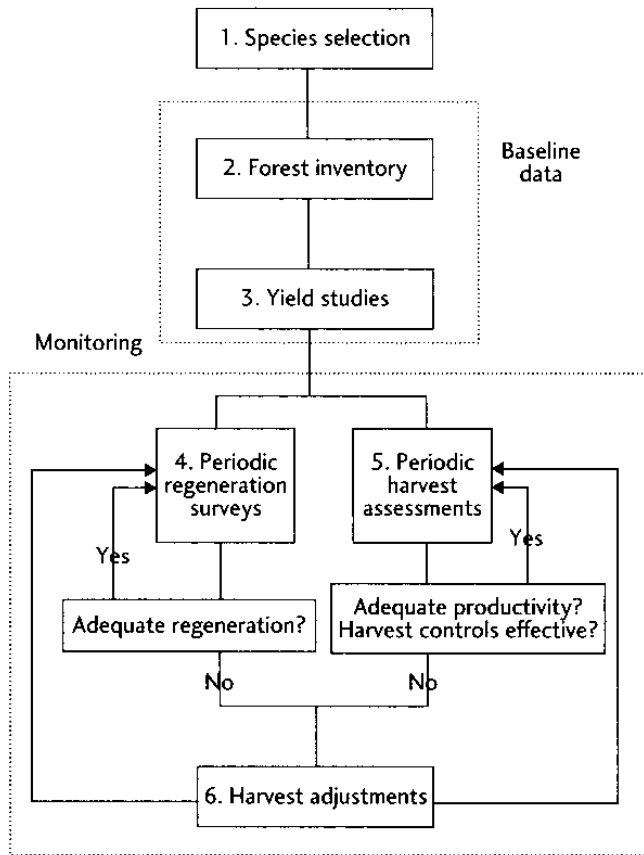 1. Species selection
Baseline
data
2. Forest inventory
3. Yield studies
Monitoring
4. Periodic
regeneration
surveys
5. Periodic
harvest
assessments
Yes
Yes
Adequate regeneration?
Adequate productivity?
Harvest controls effective?
No
No
6. Harvest adjustments